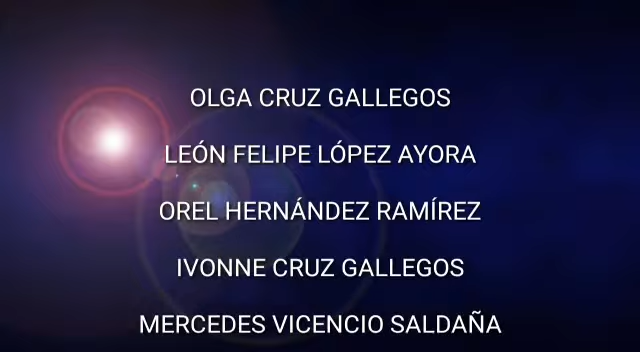 OLGA CRUZ GALLEGOS
LEÓN FELIPE LÓPEZ AYORA
OREL HERNÁNDEZ RAMÍREZ
IVONNE CRUZ GALLEGOS
MERCEDES VICENCIO SALDAÑA